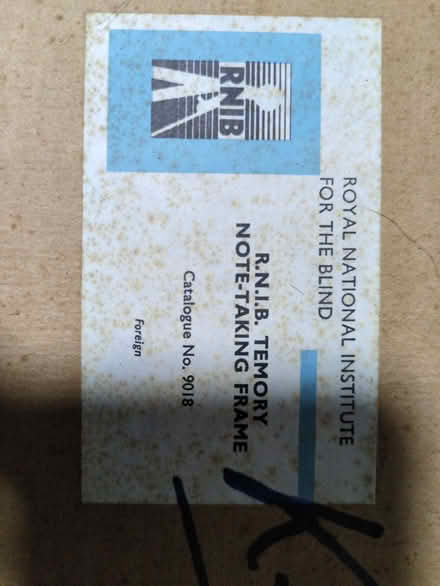 ROYAL NATIONAL INSTITUTE
FOR THE BLIND
RNIB
R.N.I.B. TEMORY
NOTE-TAKING FRAME
Catalogue No. 9018
Foreign